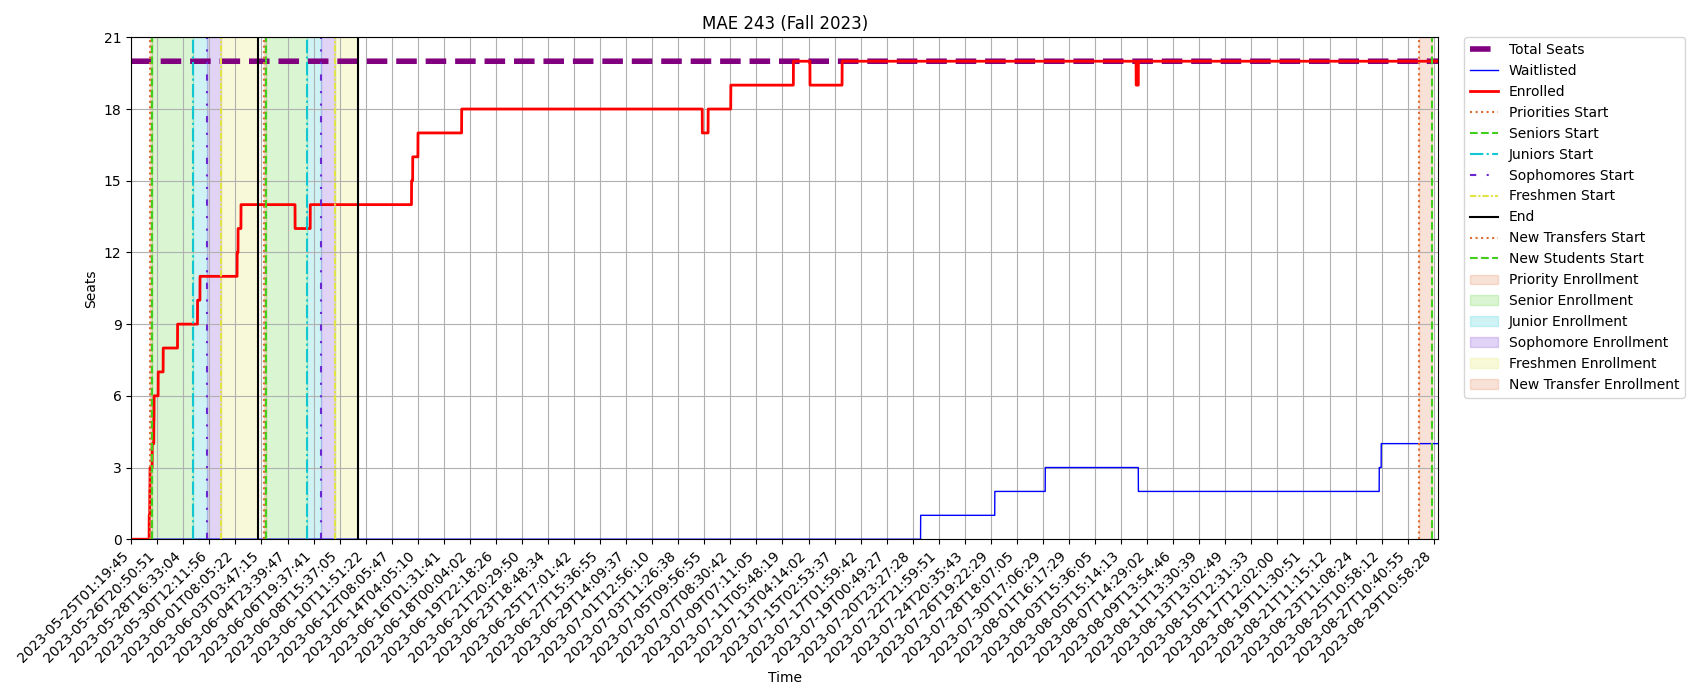 MAE 243 (Fall 2023)
Seats
21
18
15
12
9
6
3
0
2023-05-25T01:19:45
2023-05-26T20:50:51
2023-05-28T16:33:04
2023-05-30T12:11:56
2023-06-01T08:05:22
2023-06-03T03:47:15
2023-06-04T23:39:47
2023-06-06T19:37:41
2023-06-08T15:37:05
2023-06-10T11:51:22
2023-06-12T08:05:47
2023-06-14T04:05:10
2023-06-16T01:31:41
2023-06-18T00:04:02
2023-06-19T22:18:26
2023-06-21T20:29:50
2023-06-23T18:48:34
2023-06-25T17:01:42
2023-06-27T15:36:55
2023-06-29T14:09:37
2023-07-01T12:56:10
2023-07-03T11:26:38
2023-07-05T09:56:55
2023-07-07T08:30:42
2023-07-09T07:11:05
2023-07-11T05:48:19
2023-07-13T04:14:02
2023-07-15T02:53:37
2023-07-17T01:59:42
2023-07-19T00:49:27
2023-07-20T23:27:28
2023-07-22T21:59:51
2023-07-24T20:35:43
2023-07-26T19:22:29
2023-07-28T18:07:05
2023-07-30T17:06:29
2023-08-01T16:17:29
2023-08-03T15:36:05
2023-08-05T15:14:13
2023-08-07T14:29:02
2023-08-09T13:54:46
2023-08-11T13:30:39
2023-08-13T13:02:49
2023-08-15T12:31:33
2023-08-17T12:02:00
2023-08-19T11:30:51
2023-08-21T11:15:12
2023-08-23T11:08:24
2023-08-25T10:58:12
2023-08-27T10:40:55
2023-08-29T10:58:28
Time
Total Seats
Waitlisted
Enrolled
Priorities Start
Seniors Start
Juniors Start
Sophomores Start
Freshmen Start
End
New Transfers Start
New Students Start
Priority Enrollment
Senior Enrollment
Junior Enrollment
Sophomore Enrollment
Freshmen Enrollment
New Transfer Enrollment